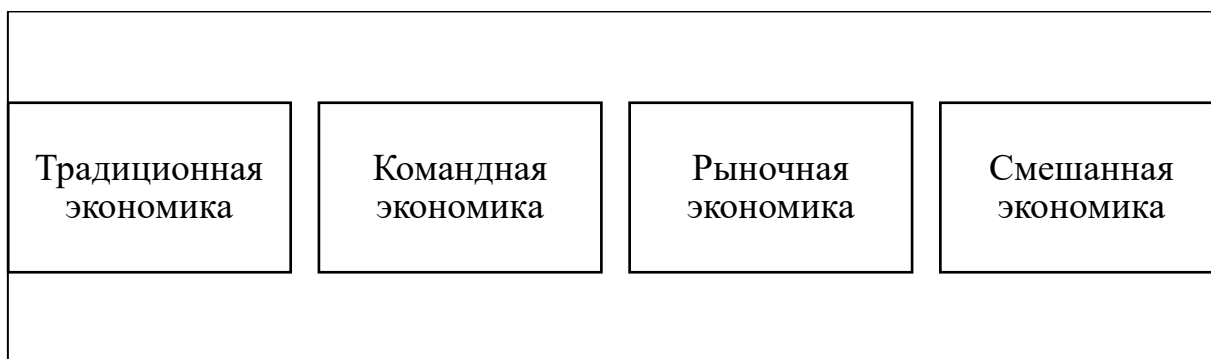 Традиционная
экономика
Командная
экономика
Рыночная
экономика
Смешанная
экономика